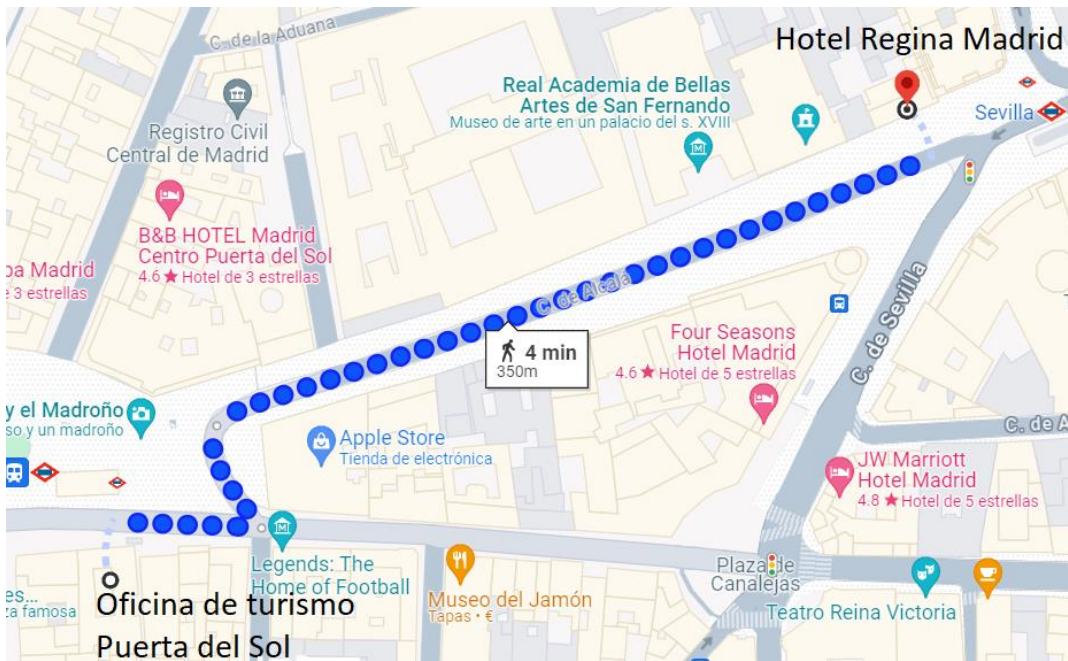 C. de la Aduana
Hotel Regina Madrid
Real Academia de Bellas
Artes de San Fernando
Museo de arte en un palacio del s. XVIII
Sevilla
Registro Civil
Central de Madrid
B&B HOTEL Madrid
Centro Puerta del Sol
4.6 ★ Hotel de 3 estrellas
Madrid
3 estrellas
C. de Alcalá
4 min
350m
C. de Sevilla
Four Seasons
Hotel Madrid
4.6 ★ Hotel de 5 estrellas
y el Madroño
so y un madroño
Apple Store
Tienda de electrónica
C. de A
JW Marriott
Hotel Madrid
4.8 ★ Hotel de 5 estrellas
Legends: The
Home of Football
Museo del Jamón
Tapas • €
Plaza de
Canalejas
Teatro Reina Victoria
es...
za famosa
Oficina de turismo
Puerta del Sol